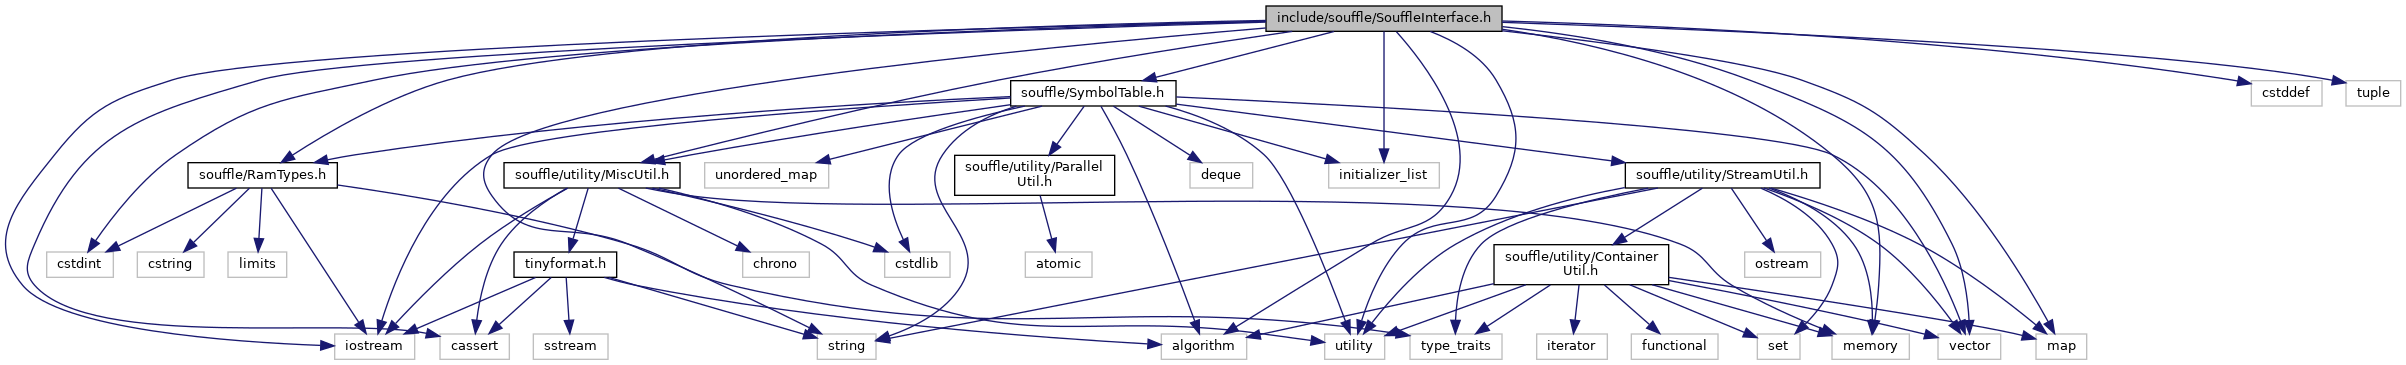 include/souffle/SouffleInterface.h
souffle/SymbolTable.h
cstddef
tuple
souffle/RamTypes.h
souffle/utility/MiscUtil.h
unordered_map
souffle/utility/Parallel
Util.h
deque
initializer_list
souffle/utility/StreamUtil.h
cstdint
cstring
limits
tinyformat.h
chrono
cstdlib
atomic
souffle/utility/Container
Util.h
ostream
iostream
cassert
sstream
string
algorithm
utility
type_traits
iterator
functional
set
memory
vector
map